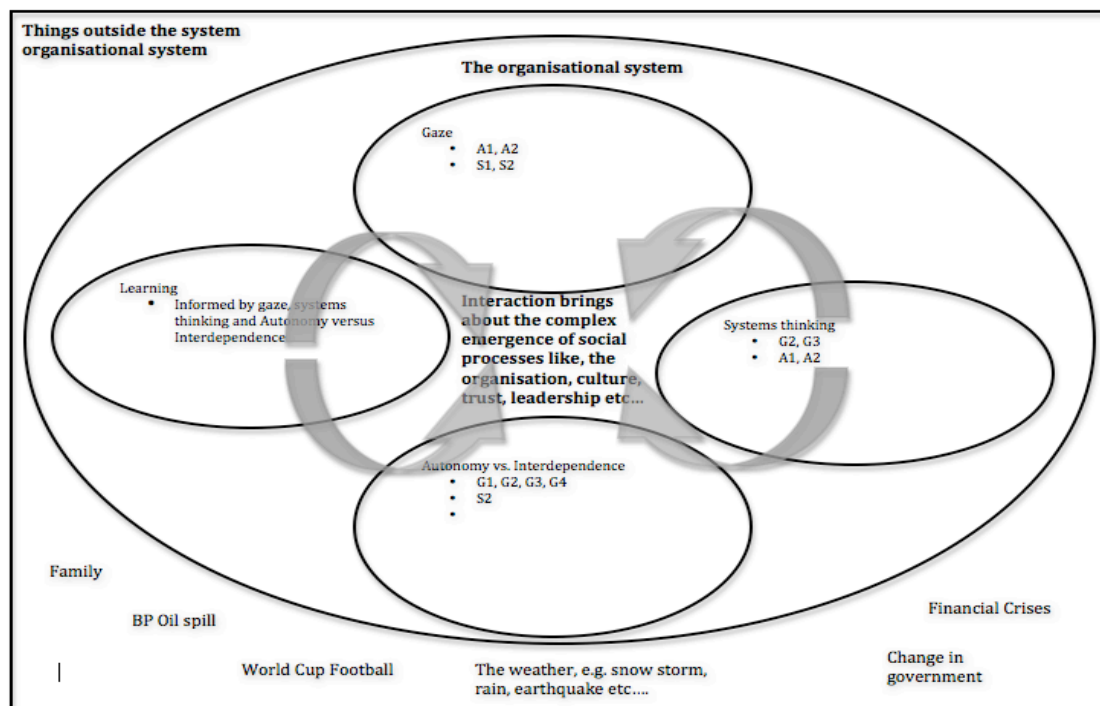 Things outside the system
organisational system
The organisational system
Gaze
• A1, A2
• S1, S2
Learning
• Informed by gaze, systems
thinking and Autonomy versus
Interdependence
Interaction brings
about the complex
emergence of social
processes like, the
organisation, culture,
trust, leadership etc...
Systems thinking
• G2, G3
• A1, A2
Autonomy vs. Interdependence
• G1, G2, G3, G4
• S2
•
Family
BP Oil spill
World Cup Football
The weather, e.g. snow storm,
rain, earthquake etc....
Financial Crises
Change in
government